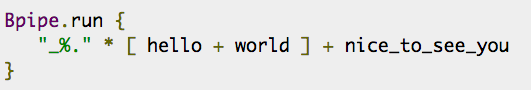 Bpipe.run {
"_%." * [ hello + world ] + nice_to_see_you
}